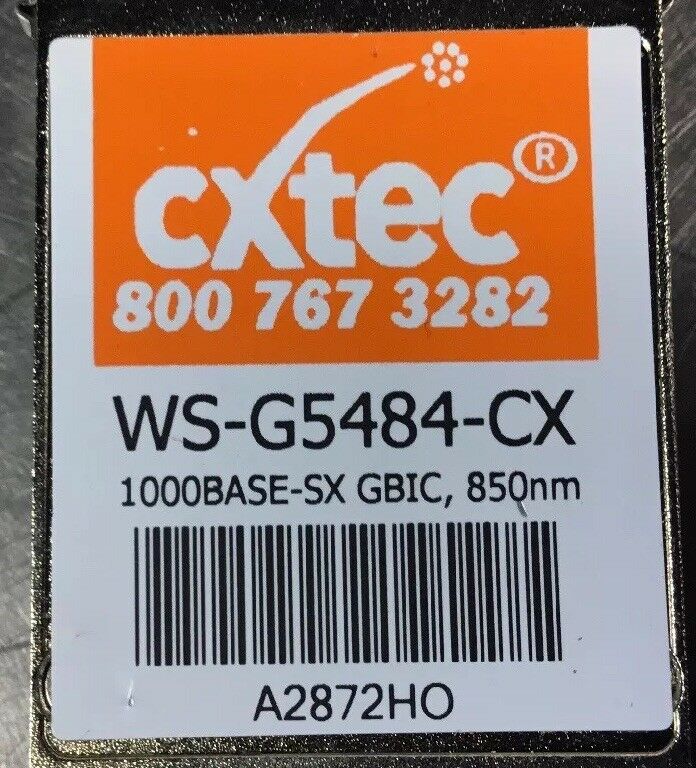 cxtec®
800 767 3282
WS-G5484-CX
1000BASE-SX GBIC, 850nm
A2872HO